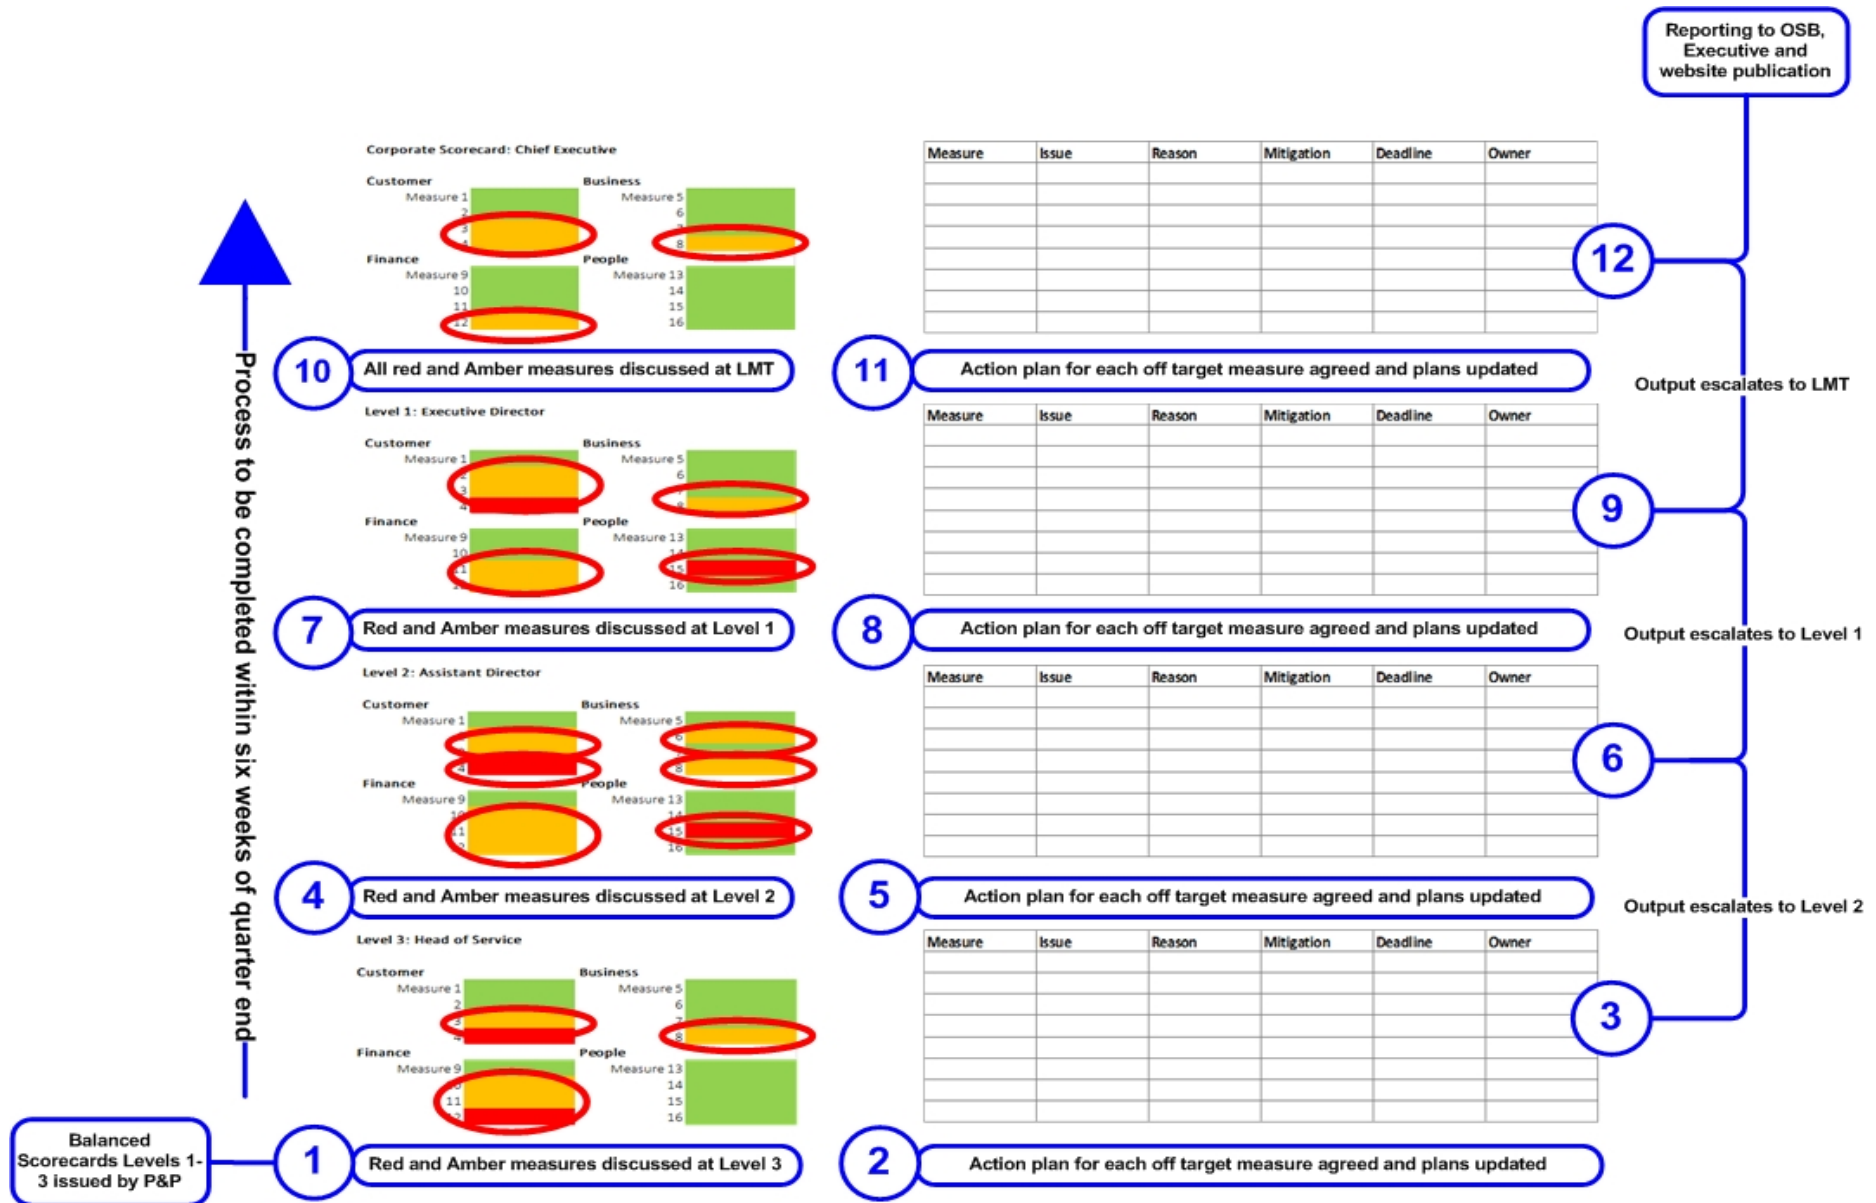 Reporting to OSB,
Executive and
website publication
Corporate Scorecard: Chief Executive
Customer Business
Measure 1 Measure 5
2 6
3
4 8
Finance People
Measure 9 Measure 13
10 14
11 15
12 16
Measure Issue Reason Mitigation Deadline Owner
12
10 All red and Amber measures discussed at LMT
11 Action plan for each off target measure agreed and plans updated
Output escalates to LMT
Level 1: Executive Director
Customer Business
Measure 1 Measure 5
6
3
4 8
Finance People
Measure 9 Measure 13
10 14
11 15
16
Measure Issue Reason Mitigation Deadline Owner
9
7 Red and Amber measures discussed at Level 1
8 Action plan for each off target measure agreed and plans updated
Output escalates to Level 1
Level 2: Assistant Director
Customer Business
Measure 1 Measure 5
6
4 8
Finance People
Measure 9 Measure 13
10 14
11 15
16
Measure Issue Reason Mitigation Deadline Owner
6
4 Red and Amber measures discussed at Level 2
5 Action plan for each off target measure agreed and plans updated
Output escalates to Level 2
Level 3: Head of Service
Customer Business
Measure 1 Measure 5
2 6
3 7
4 8
Finance People
Measure 9 Measure 13
14
11 15
12 16
Measure Issue Reason Mitigation Deadline Owner
3
1 Red and Amber measures discussed at Level 3
2 Action plan for each off target measure agreed and plans updated
Balanced
Scorecards Levels 1-
3 issued by P&P
Process to be completed within six weeks of quarter end